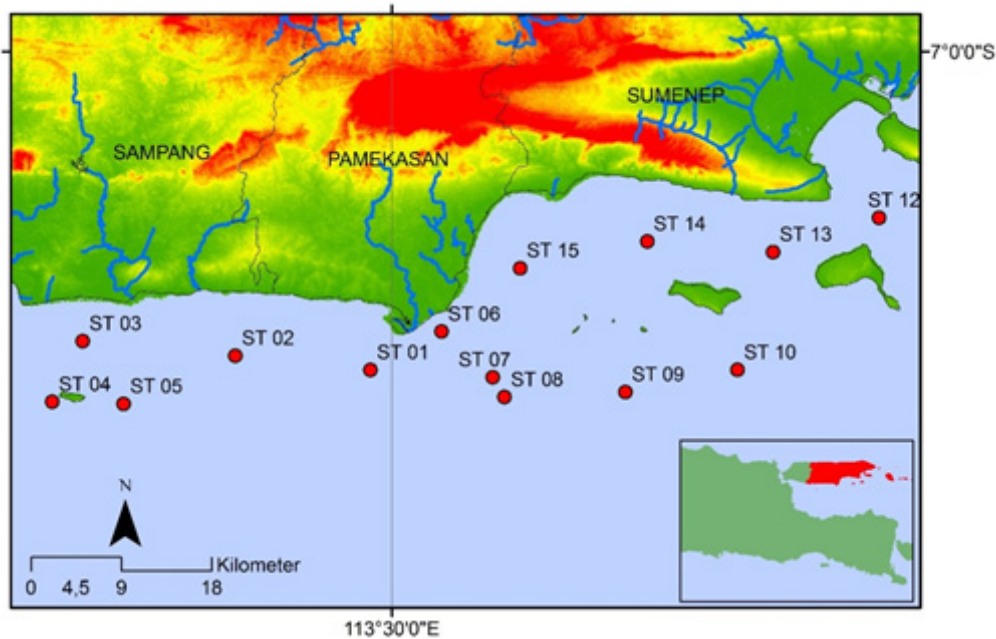 7°0'0"S
SUMENEP
SAMPANG
PAMEKASAN
ST 12
ST 14
ST 13
ST 15
ST 06
ST 03
ST 02
ST 01
ST 07
ST 10
ST 08
ST 09
ST 04
ST 05
N
Kilometer
0 4,5 9 18
113°30'0"E